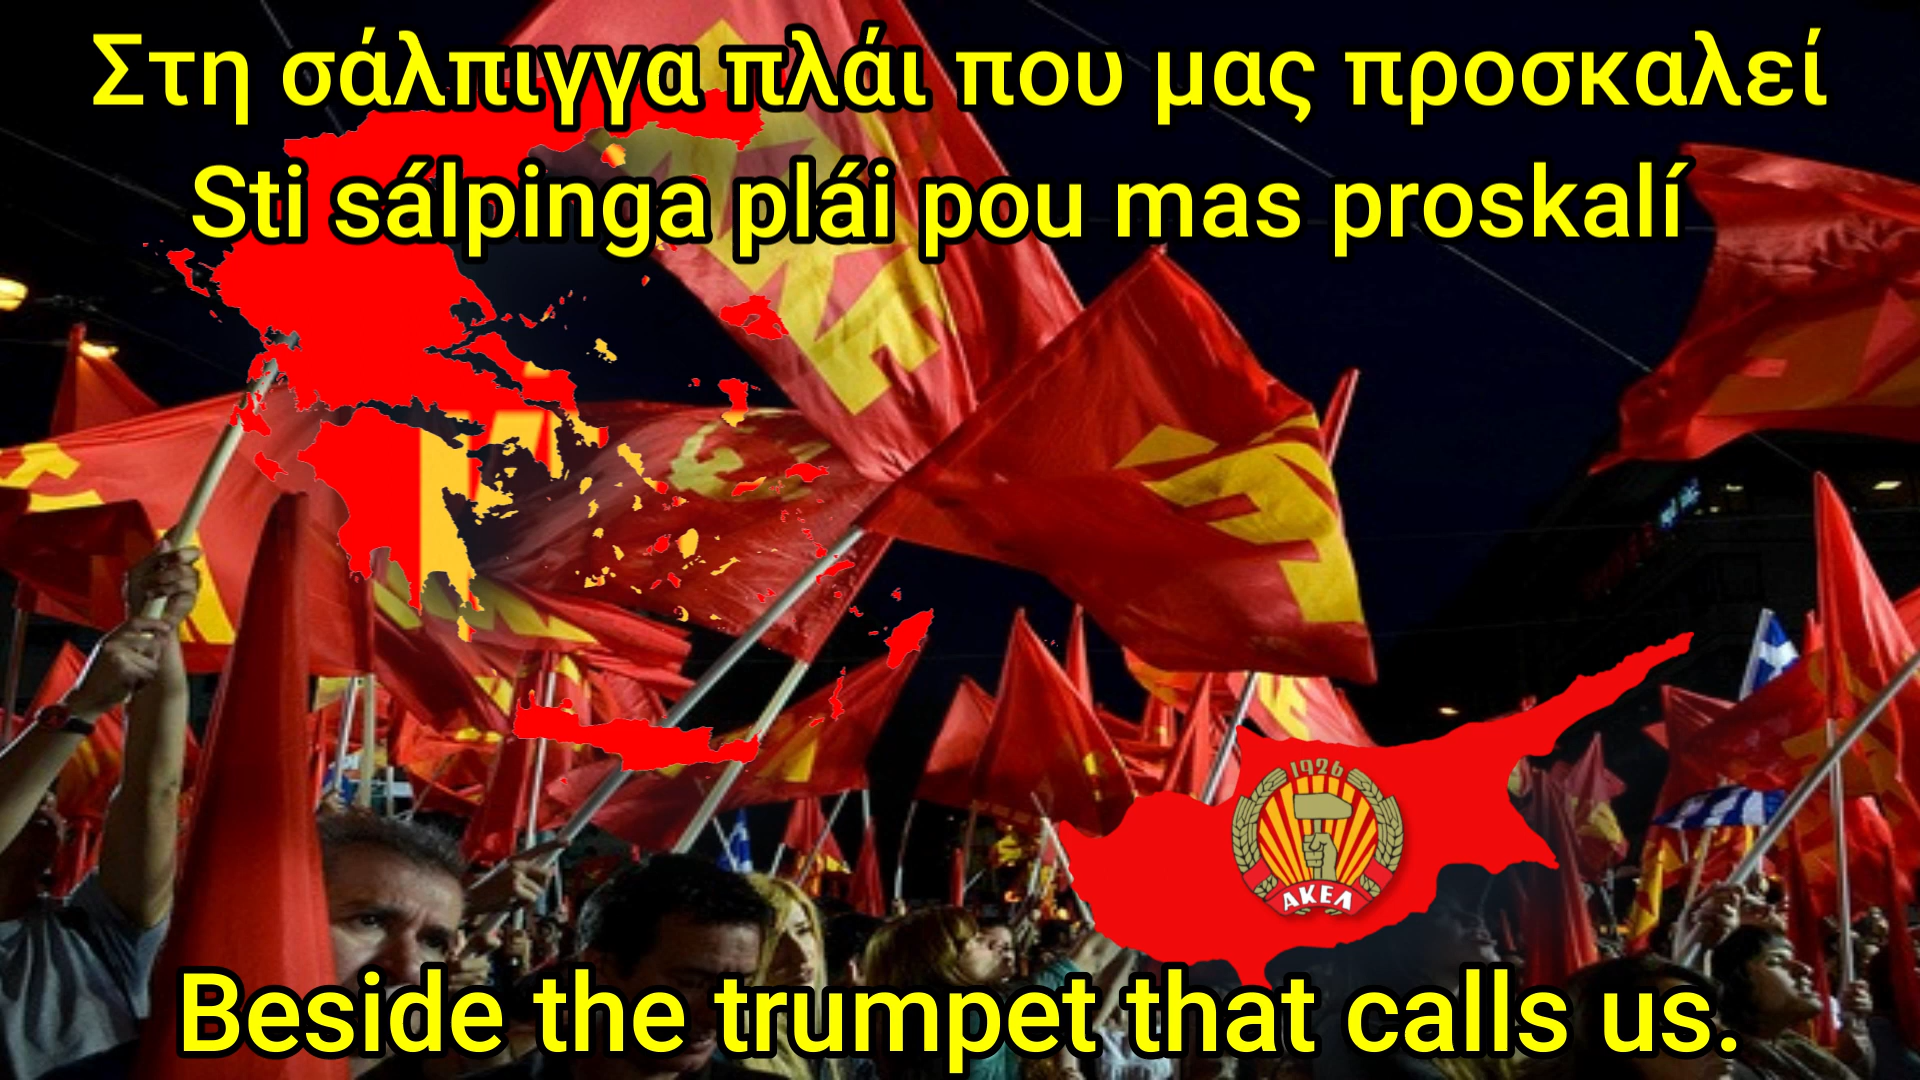 Στη σάλπιγγα πλάι που μας προσκαλεί
Sti sálpinga plái pou mas proskalí
ΚΚΕ
1926
ΑΚΕΛ
Beside the trumpet that calls us.